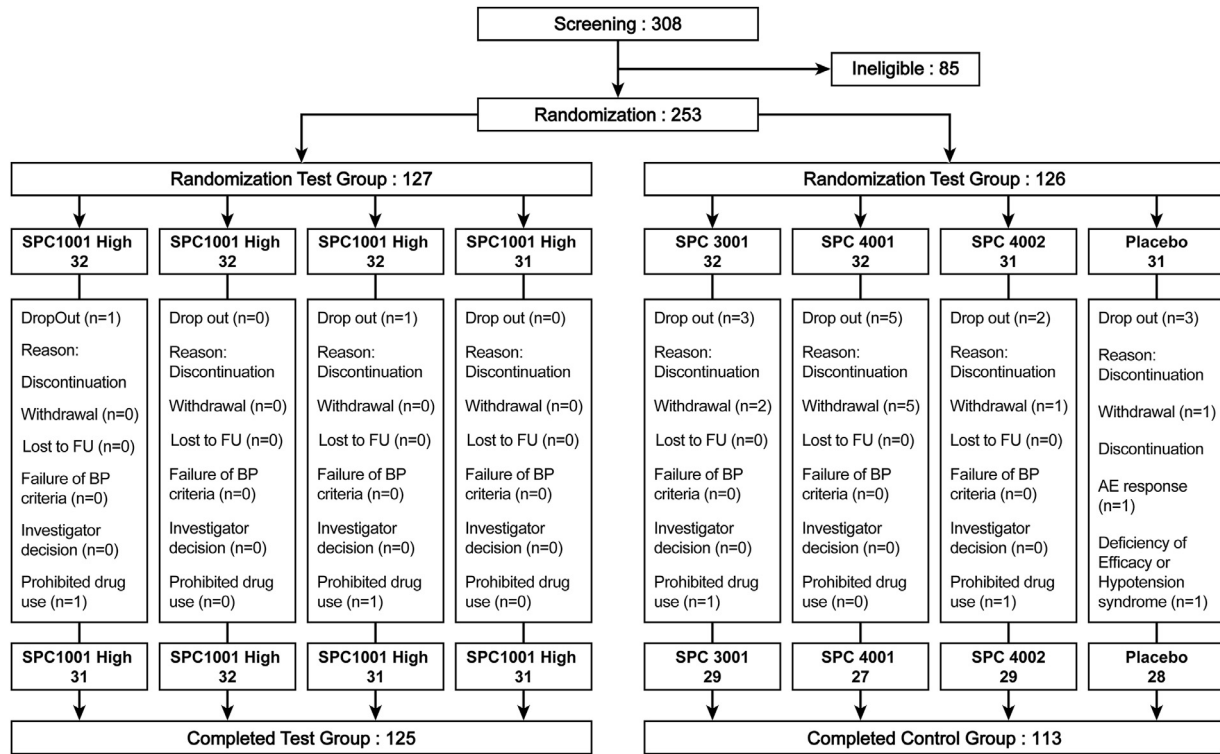 Screening : 308
Ineligible : 85
Randomization : 253
Randomization Test Group : 127
Randomization Test Group : 126
SPC1001 High
32
SPC1001 High
32
SPC1001 High
32
SPC1001 High
31
SPC 3001
32
SPC 4001
32
SPC 4002
31
Placebo
31
DropOut (n=1)
Reason:
Discontinuation
Withdrawal (n=0)
Lost to FU (n=0)
Failure of BP
criteria (n=0)
Investigator
decision (n=0)
Prohibited drug
use (n=1)
Drop out (n=0)
Reason:
Discontinuation
Withdrawal (n=0)
Lost to FU (n=0)
Failure of BP
criteria (n=0)
Investigator
decision (n=0)
Prohibited drug
use (n=0)
Drop out (n=1)
Reason:
Discontinuation
Withdrawal (n=0)
Lost to FU (n=0)
Failure of BP
criteria (n=0)
Investigator
decision (n=0)
Prohibited drug
use (n=1)
Drop out (n=0)
Reason:
Discontinuation
Withdrawal (n=0)
Lost to FU (n=0)
Failure of BP
criteria (n=0)
Investigator
decision (n=0)
Prohibited drug
use (n=0)
Drop out (n=3)
Reason:
Discontinuation
Withdrawal (n=2)
Lost to FU (n=0)
Failure of BP
criteria (n=0)
Investigator
decision (n=0)
Prohibited drug
use (n=1)
Drop out (n=5)
Reason:
Discontinuation
Withdrawal (n=5)
Lost to FU (n=0)
Failure of BP
criteria (n=0)
Investigator
decision (n=0)
Prohibited drug
use (n=0)
Drop out (n=2)
Reason:
Discontinuation
Withdrawal (n=1)
Lost to FU (n=0)
Failure of BP
criteria (n=0)
Investigator
decision (n=0)
Prohibited drug
use (n=1)
Drop out (n=3)
Reason:
Discontinuation
Withdrawal (n=1)
Discontinuation
AE response
(n=1)
Deficiency of
Efficacy or
Hypotension
syndrome (n=1)
SPC1001 High
31
SPC1001 High
32
SPC1001 High
31
SPC1001 High
31
SPC 3001
29
SPC 4001
27
SPC 4002
29
Placebo
28
Completed Test Group : 125
Completed Control Group : 113